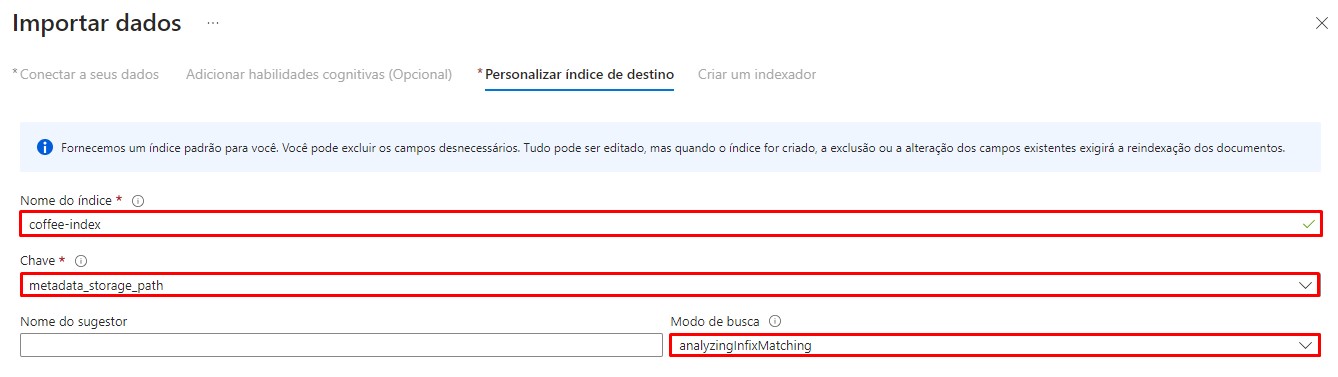 Importar dados ...
* Conectar a seus dados Adicionar habilidades cognitivas (Opcional) * Personalizar índice de destino Criar um indexador
Fornecemos um índice padrão para você. Você pode excluir os campos desnecessários. Tudo pode ser editado, mas quando o índice for criado, a exclusão ou a alteração dos campos existentes exigirá a reindexação dos documentos.
Nome do índice *
coffee-index
Chave *
metadata_storage_path
Nome do sugestor Modo de busca
analyzingInfixMatching